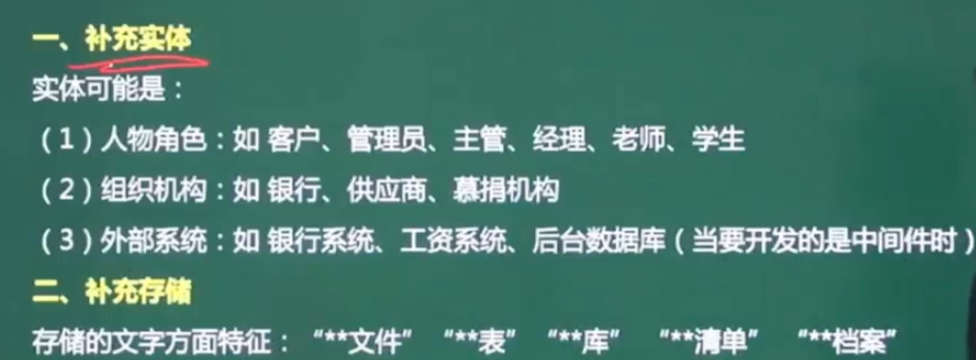 一、补充实体
实体可能是：
（1）人物角色：如 客户、管理员、主管、经理、老师、学生
（2）组织机构：如 银行、供应商、慕捐机构
（3）外部系统：如 银行系统、工资系统、后台数据库（当要开发的是中间件时）
二、补充存储
存储的文字方面特征：“**文件” “**表” “**库” “**清单” “**档案”